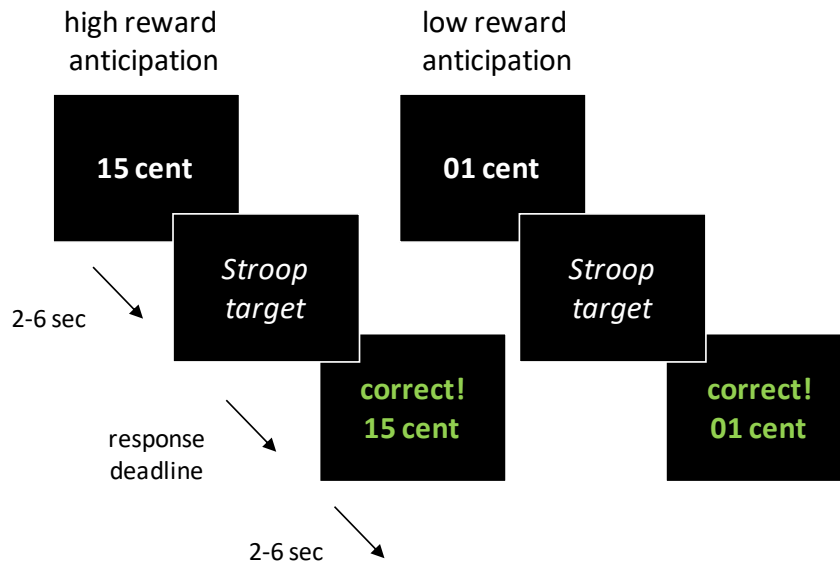 high reward
anticipation
low reward
anticipation
15 cent
01 cent
Stroop
target
Stroop
target
2-6 sec
correct!
15 cent
correct!
01 cent
response
deadline
2-6 sec